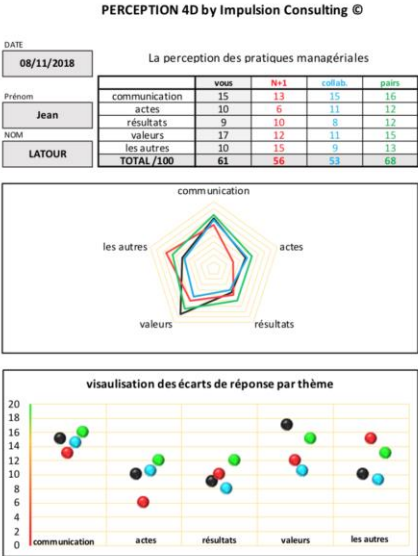 PERCEPTION 4D by Impulsion Consulting ©
DATE
08/11/2018
La perception des pratiques managériales
Prénom
Jean
NOM
LATOUR
vous N+1 collab. pairs
communication 15 13 15 16
actes 10 6 11 12
résultats 9 10 8 12
valeurs 17 12 11 15
les autres 10 15 9 13
TOTAL /100 61 56 53 68
communication
les autres
actes
valeurs
résultats
visaulisation des écarts de réponse par thème
20
18
16
14
12
10
8
6
4
2
0
communication actes résultats valeurs les autres